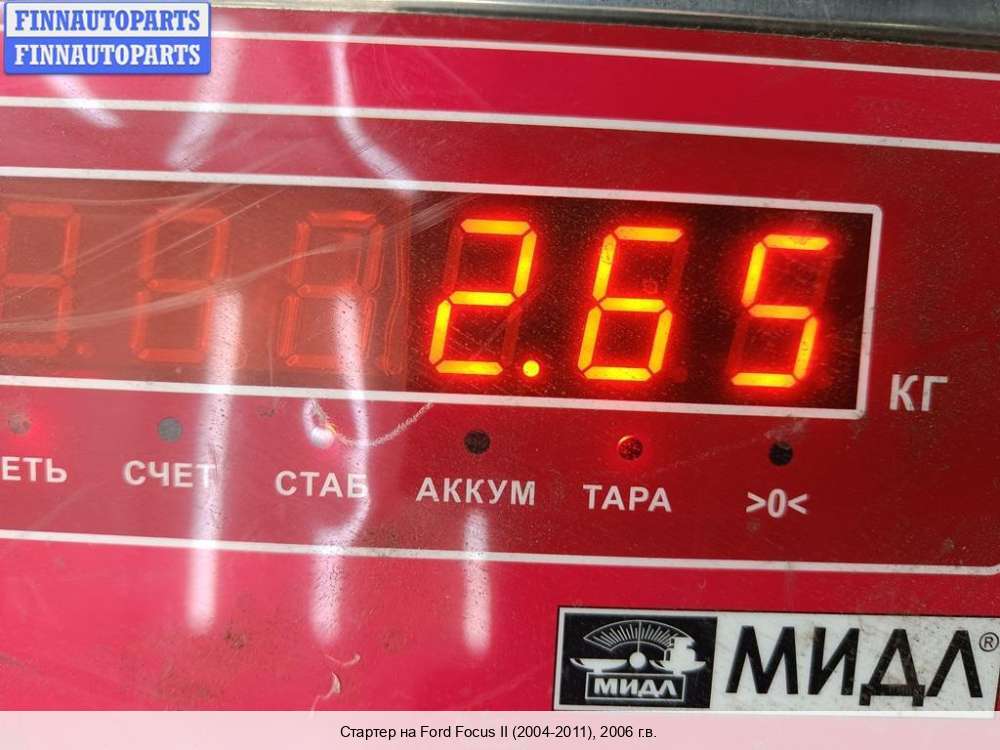 FINNAUTOPARTS
FINNAUTOPARTS
2.65
КГ
ЕТЬ СЧЕТ СТАБ АККУМ ТАРА >0<
МИДЛ МИДЛ®
Стартер на Ford Focus II (2004-2011), 2006 г.в.